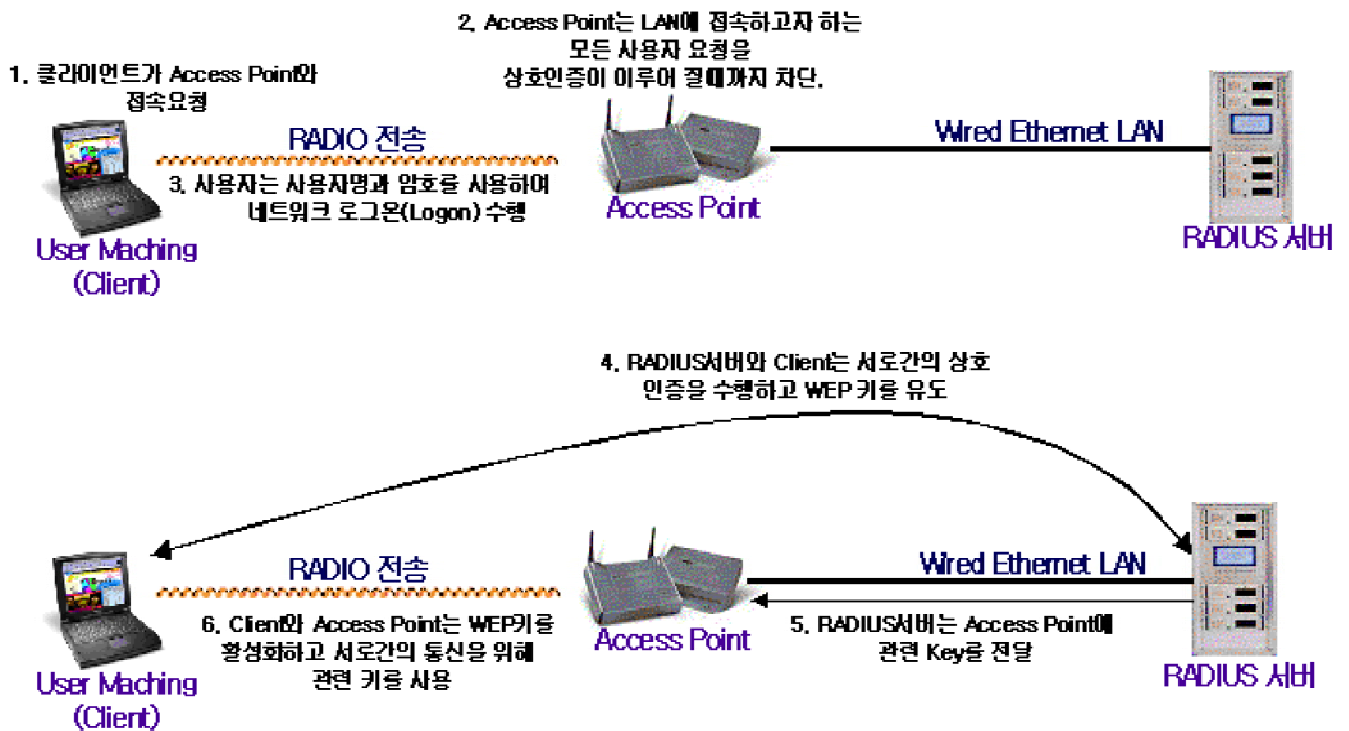 2. Access Point는 LAN에 접속하고자 하는
모든 사용자 요청을
상호인증이 이루어 질때까지 차단.
1. 클라이언트가 Access Point와
접속요청
RADIO 전송
Wired Ethernet LAN
3. 사용자는 사용자명과 암호를 사용하여
네트워크 로그온(Logon) 수행
Access Point
User Maching
(Client)
RADIUS 서버
4. RADIUS서버와 Client는 서로간의 상호
인증을 수행하고 WEP 키를 유도
RADIO 전송
Wired Ethernet LAN
6. Client와 Access Point는 WEP키를
활성화하고 서로간의 통신을 위해
관련 키를 사용
Access Point
5. RADIUS서버는 Access Point에
관련 Key를 전달
User Maching
(Client)
RADIUS 서버